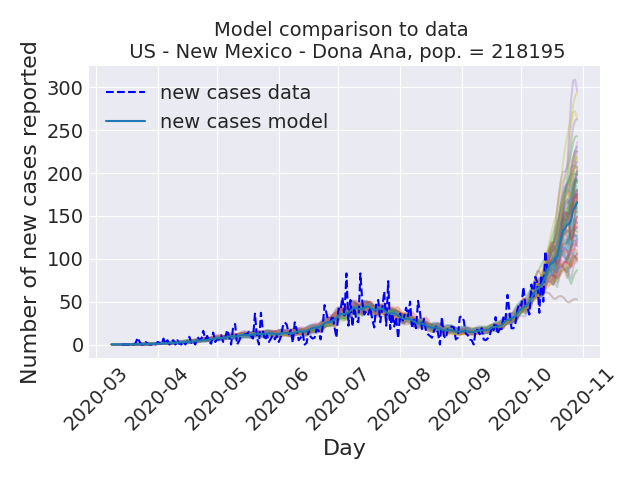 Model comparison to data
US - New Mexico - Dona Ana, pop. = 218195
Number of new cases reported
300
250
200
150
100
50
0
new cases data
new cases model
2020-03
2020-04
2020-05
2020-06
2020-07
2020-08
2020-09
2020-10
2020-11
Day